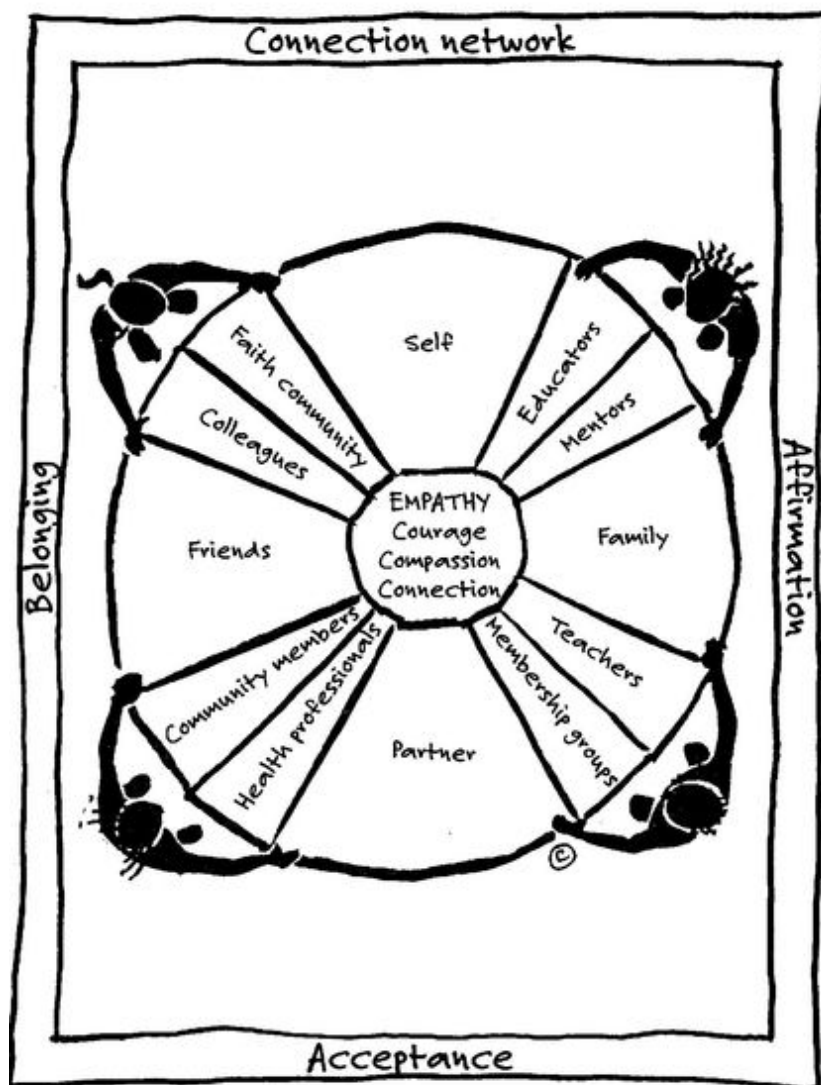 Connection network
Self
Educators
Mentors
Family
Teachers
Membership groups
Partner
Health professionals
Community members
Friends
Colleagues
Faith community
EMPATHY
Courage
Compassion
Connection
Belonging
Affirmation
Acceptance
©